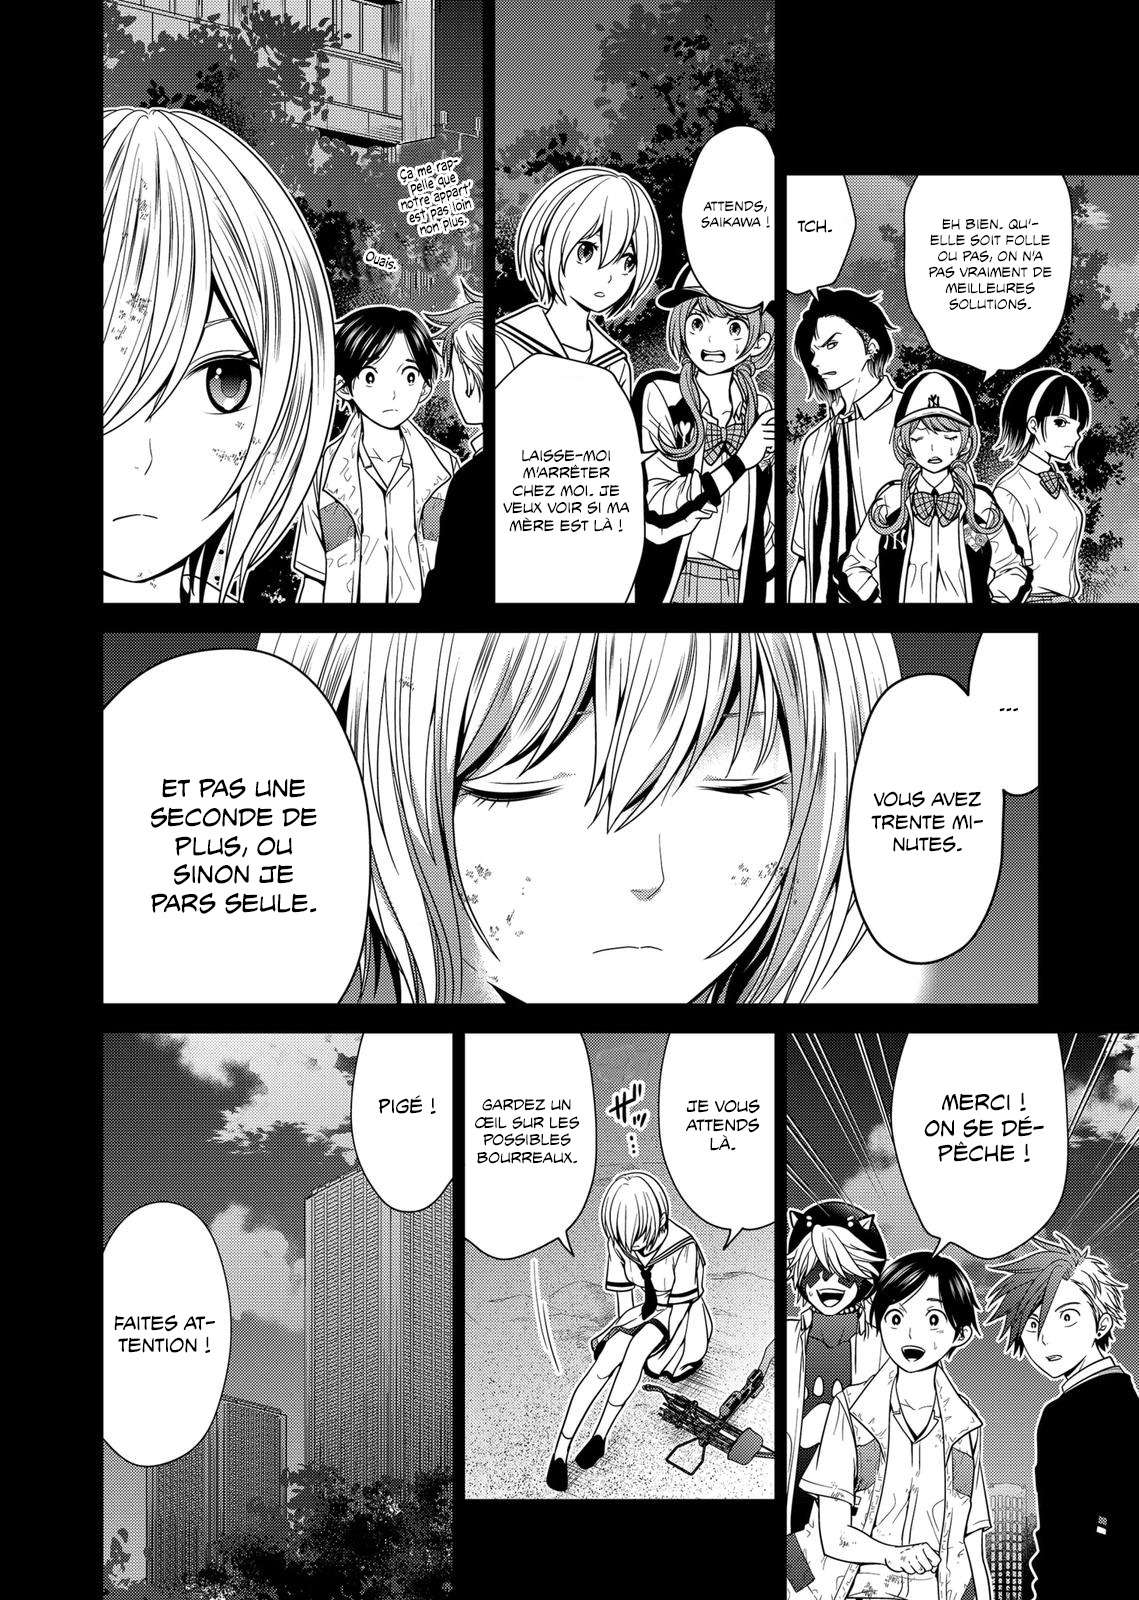 EH BIEN. QU'-
ELLE SOIT FOLLE
OU PAS, ON N'A
PAS VRAIMENT DE
MEILLEURES
SOLUTIONS.
TCH.
ATTENDS,
SAIKAWA !
LAISSE-MOI
M'ARRÊTER
CHEZ MOI. JE
VEUX VOIR SI MA
MÈRE EST LÀ !
Ça me rap-
pelle que
notre appart'
est pas loin
non plus.
Ouais.
...
VOUS AVEZ
TRENTE MI-
NUTES.
ET PAS UNE
SECONDE DE
PLUS, OU
SINON JE
PARS SEULE.
MERCI !
ON SE DÉ-
PÊCHE !
JE VOUS
ATTENDS
LÀ.
ザッ…
GARDEZ UN
ŒIL SUR LES
POSSIBLES
BOURREAUX.
PIGÉ !
FAITES AT-
TENTION !